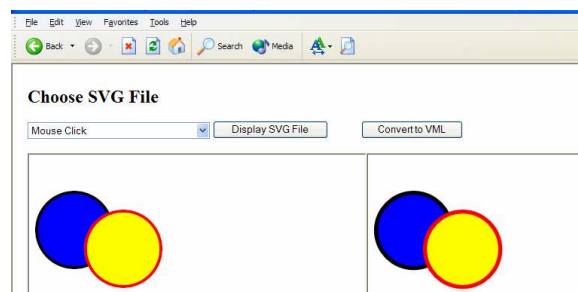 File Edit View Favorites Tools Help
Back Search Media
Choose SVG File
Mouse Click Display SVG File Convert to VML